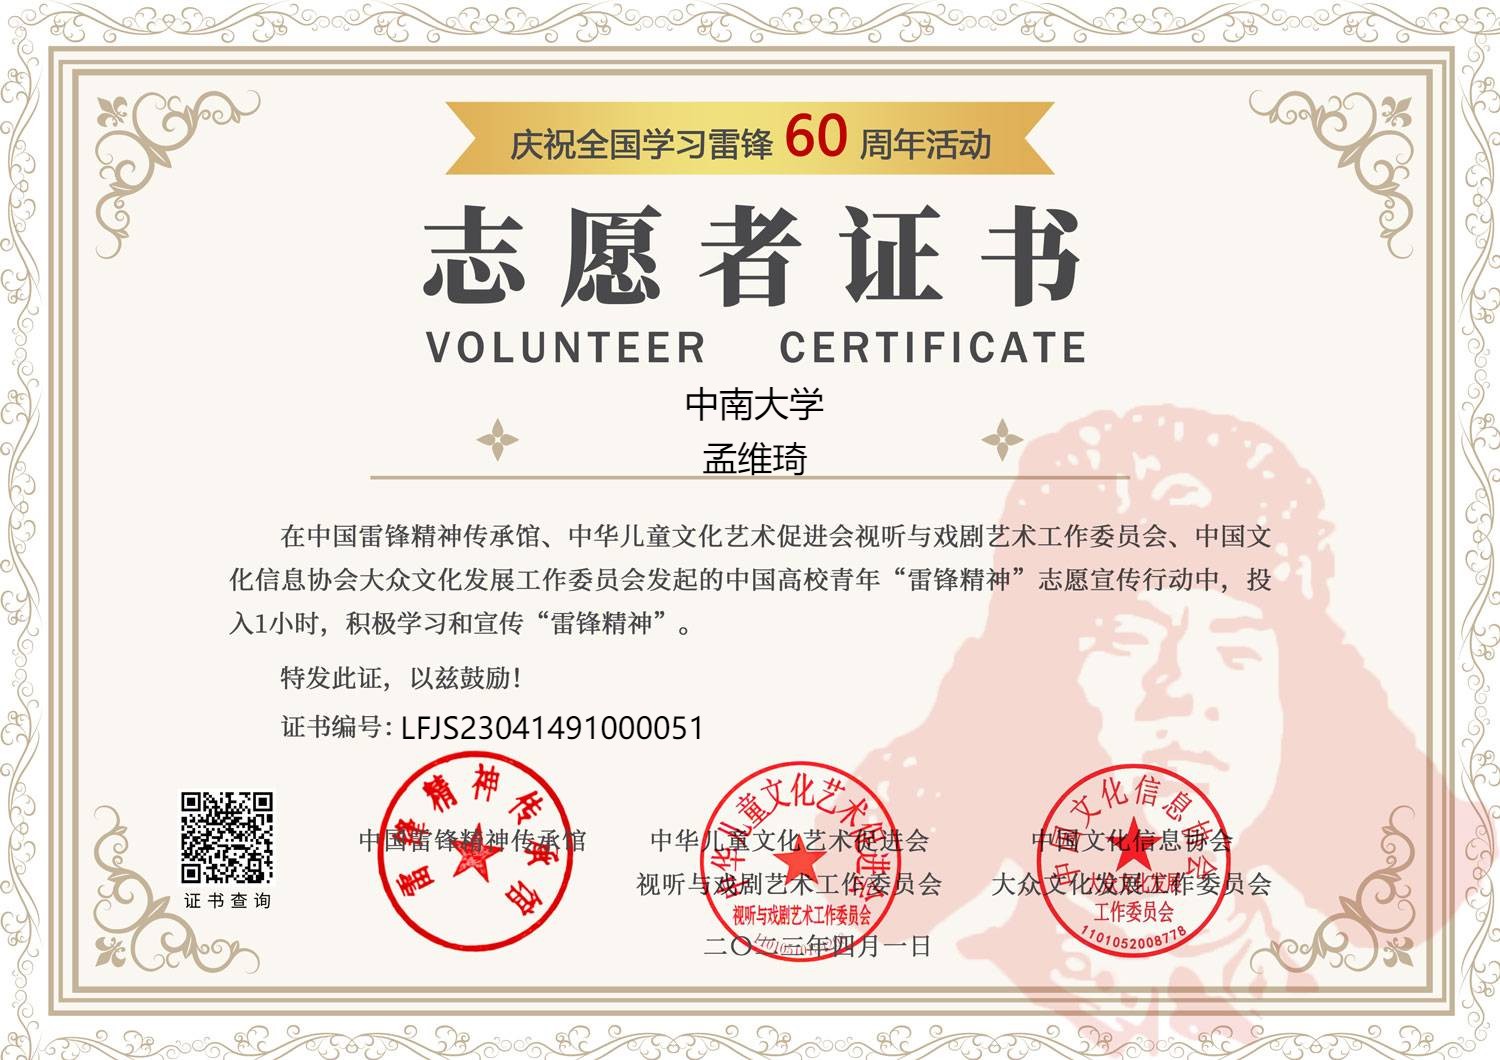 庆祝全国学习雷锋60周年活动
志愿者证书
VOLUNTEER CERTIFICATE
中南大学
孟维琦
在中国雷锋精神传承馆、中华儿童文化艺术促进会视听与戏剧艺术工作委员会、中国文
化信息协会大众文化发展工作委员会发起的中国高校青年“雷锋精神”志愿宣传行动中，投
入1小时，积极学习和宣传“雷锋精神”。
特发此证，以兹鼓励！
证书编号：LFJS23041491000051
雷锋精神传承馆
中国雷锋精神传承馆
中华儿童文化艺术促进会
中华儿童文化艺术促进会
视听与戏剧艺术工作委员会
视听与戏剧艺术工作委员会
中国文化信息协会
中国文化信息协会
大众文化发展工作委员会
大众文化发展
工作委员会
1101052008778
证书查询
二〇二三年四月一日